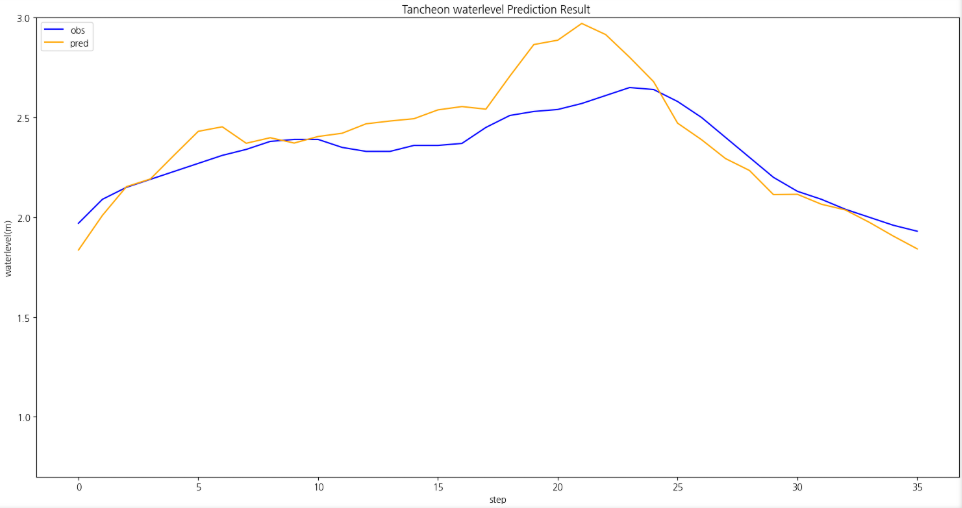 Tancheon waterlevel Prediction Result
obs
pred
3.0
2.5
2.0
1.5
1.0
waterlevel(m)
0 5 10 15 20 25 30 35
step